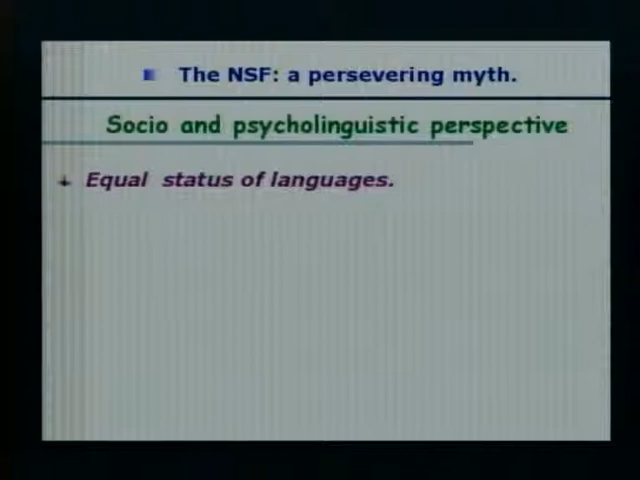 The NSF: a persevering myth.
Socio and psycholinguistic perspective
+ Equal status of languages.